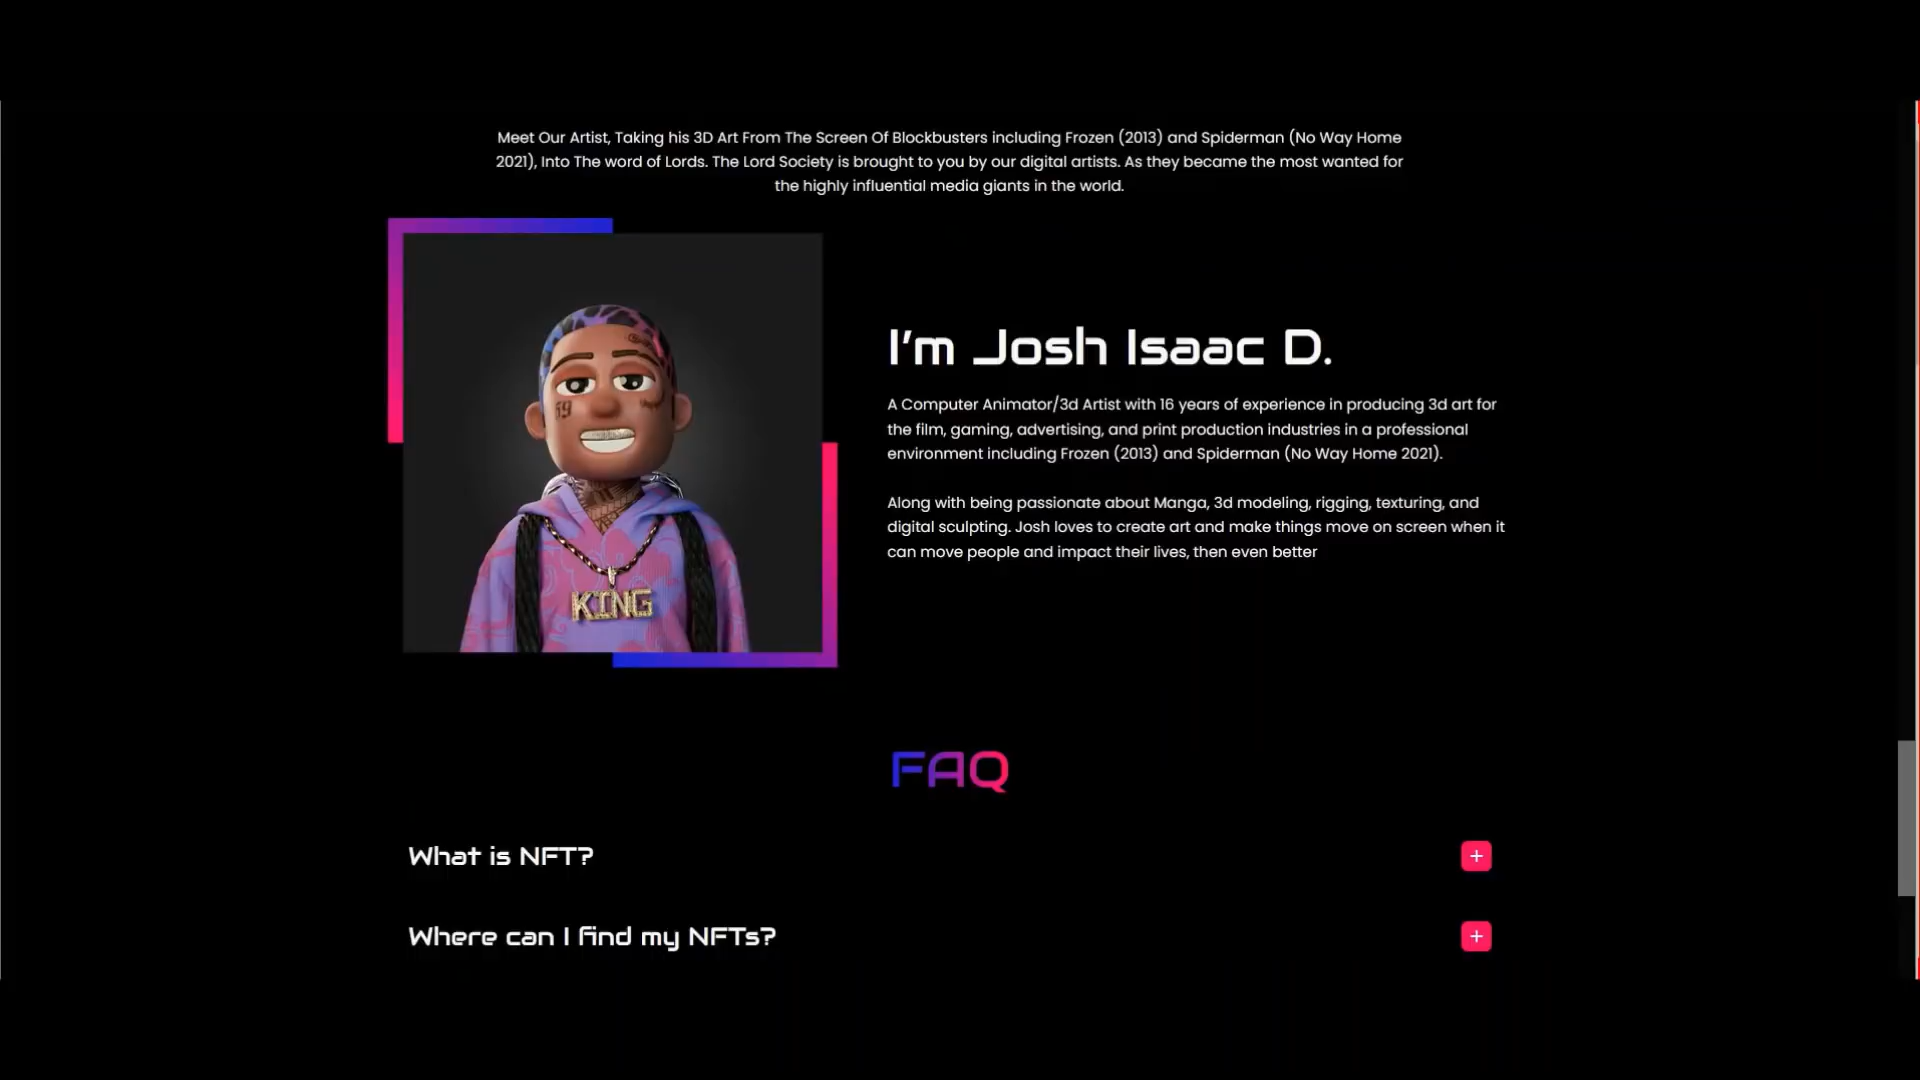 Meet Our Artist, Taking his 3D Art From The Screen Of Blockbusters including Frozen (2013) and Spiderman (No Way Home
2021), Into The word of Lords. The Lord Society is brought to you by our digital artists. As they became the most wanted for
the highly influential media giants in the world.
69
KING
I'm Josh Isaac D.
A Computer Animator/3d Artist with 16 years of experience in producing 3d art for
the film, gaming, advertising, and print production industries in a professional
environment including Frozen (2013) and Spiderman (No Way Home 2021).
Along with being passionate about Manga, 3d modeling, rigging, texturing, and
digital sculpting. Josh loves to create art and make things move on screen when it
can move people and impact their lives, then even better
FAQ
What is NFT?
Where can I find my NFTs?